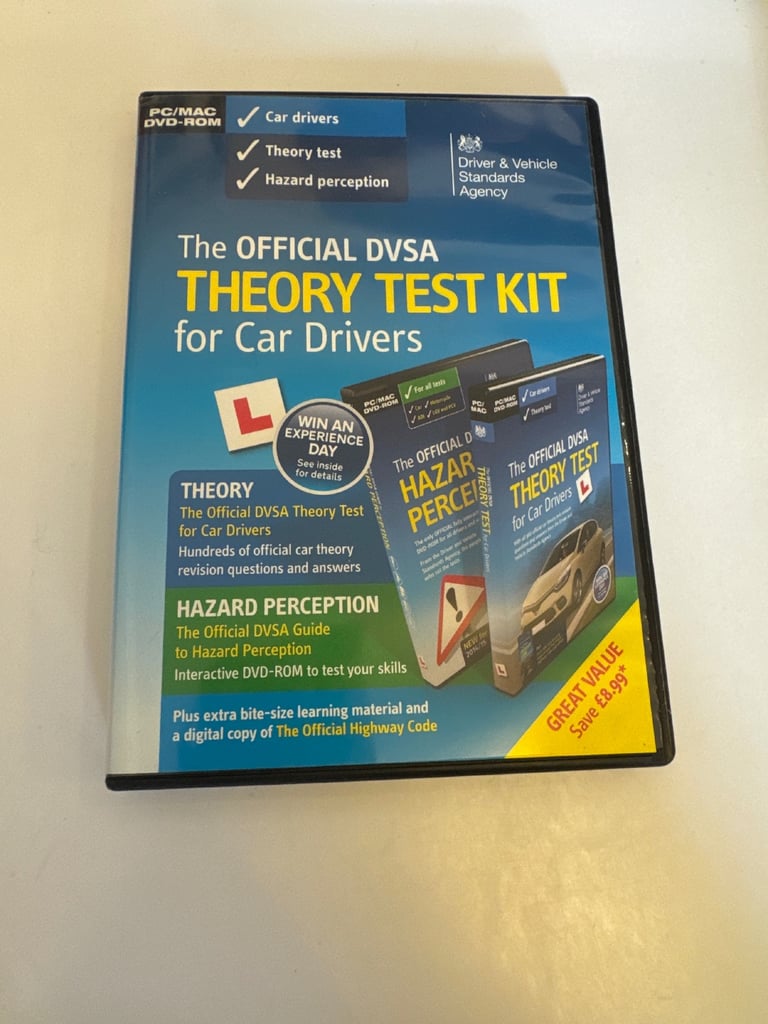 PC/MAC
DVD-ROM
Car drivers
Theory test
Hazard perception
Driver & Vehicle
Standards
Agency
The OFFICIAL DVSA
THEORY TEST KIT
for Car Drivers
L
WIN AN
EXPERIENCE
DAY
See inside
for details
THEORY
The Official DVSA Theory Test
for Car Drivers
Hundreds of official car theory
revision questions and answers
HAZARD PERCEPTION
The Official DVSA Guide
to Hazard Perception
Interactive DVD-ROM to test your skills
Plus extra bite-size learning material and
a digital copy of The Official Highway Code
PC/MAC
DVD-ROM
For all tests
The OFFICIAL D
HAZAR
PERCE
PC/MAC
DVD-ROM
Car drivers
Theory test
The OFFICIAL DVSA
THEORY TEST
for Car Drivers
L
THEORY TEST
GREAT VALUE
Save £8.99*